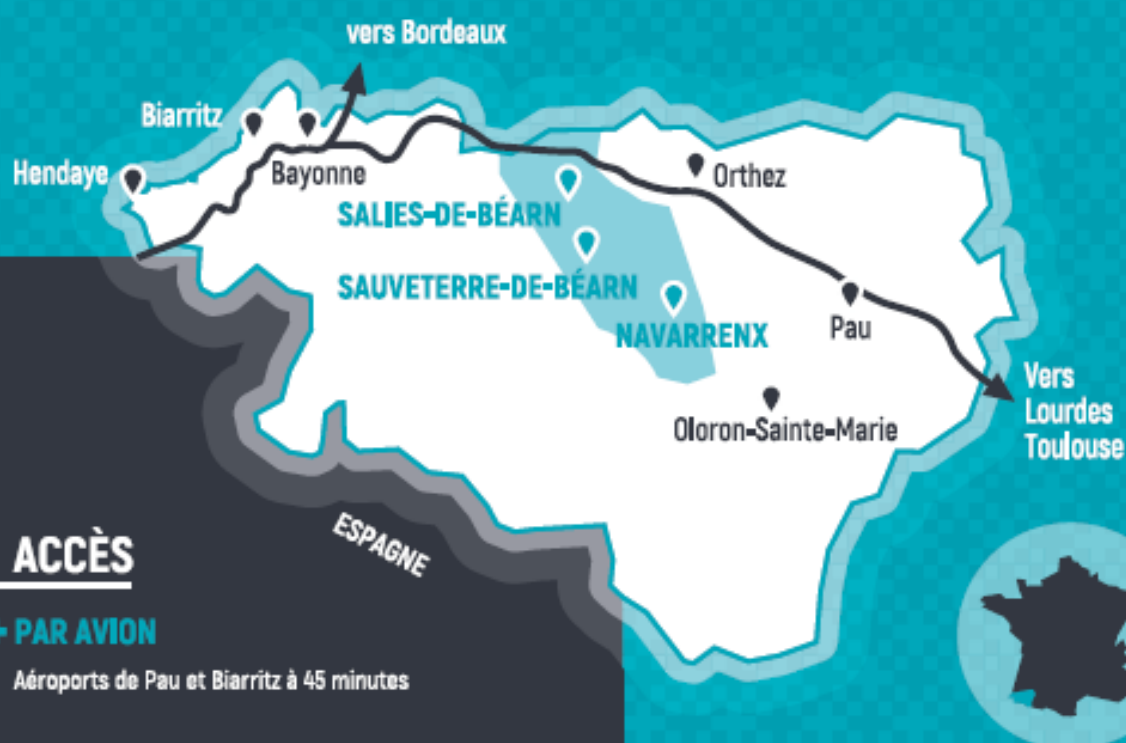 vers Bordeaux
Biarritz
Hendaye
Bayonne
Orthez
SALIES-DE-BÉARN
SAUVETERRE-DE-BÉARN
NAVARRENX
Pau
Vers
Lourdes
Toulouse
Oloron-Sainte-Marie
ESPAGNE
ACCÈS
- PAR AVION
Aéroports de Pau et Biarritz à 45 minutes